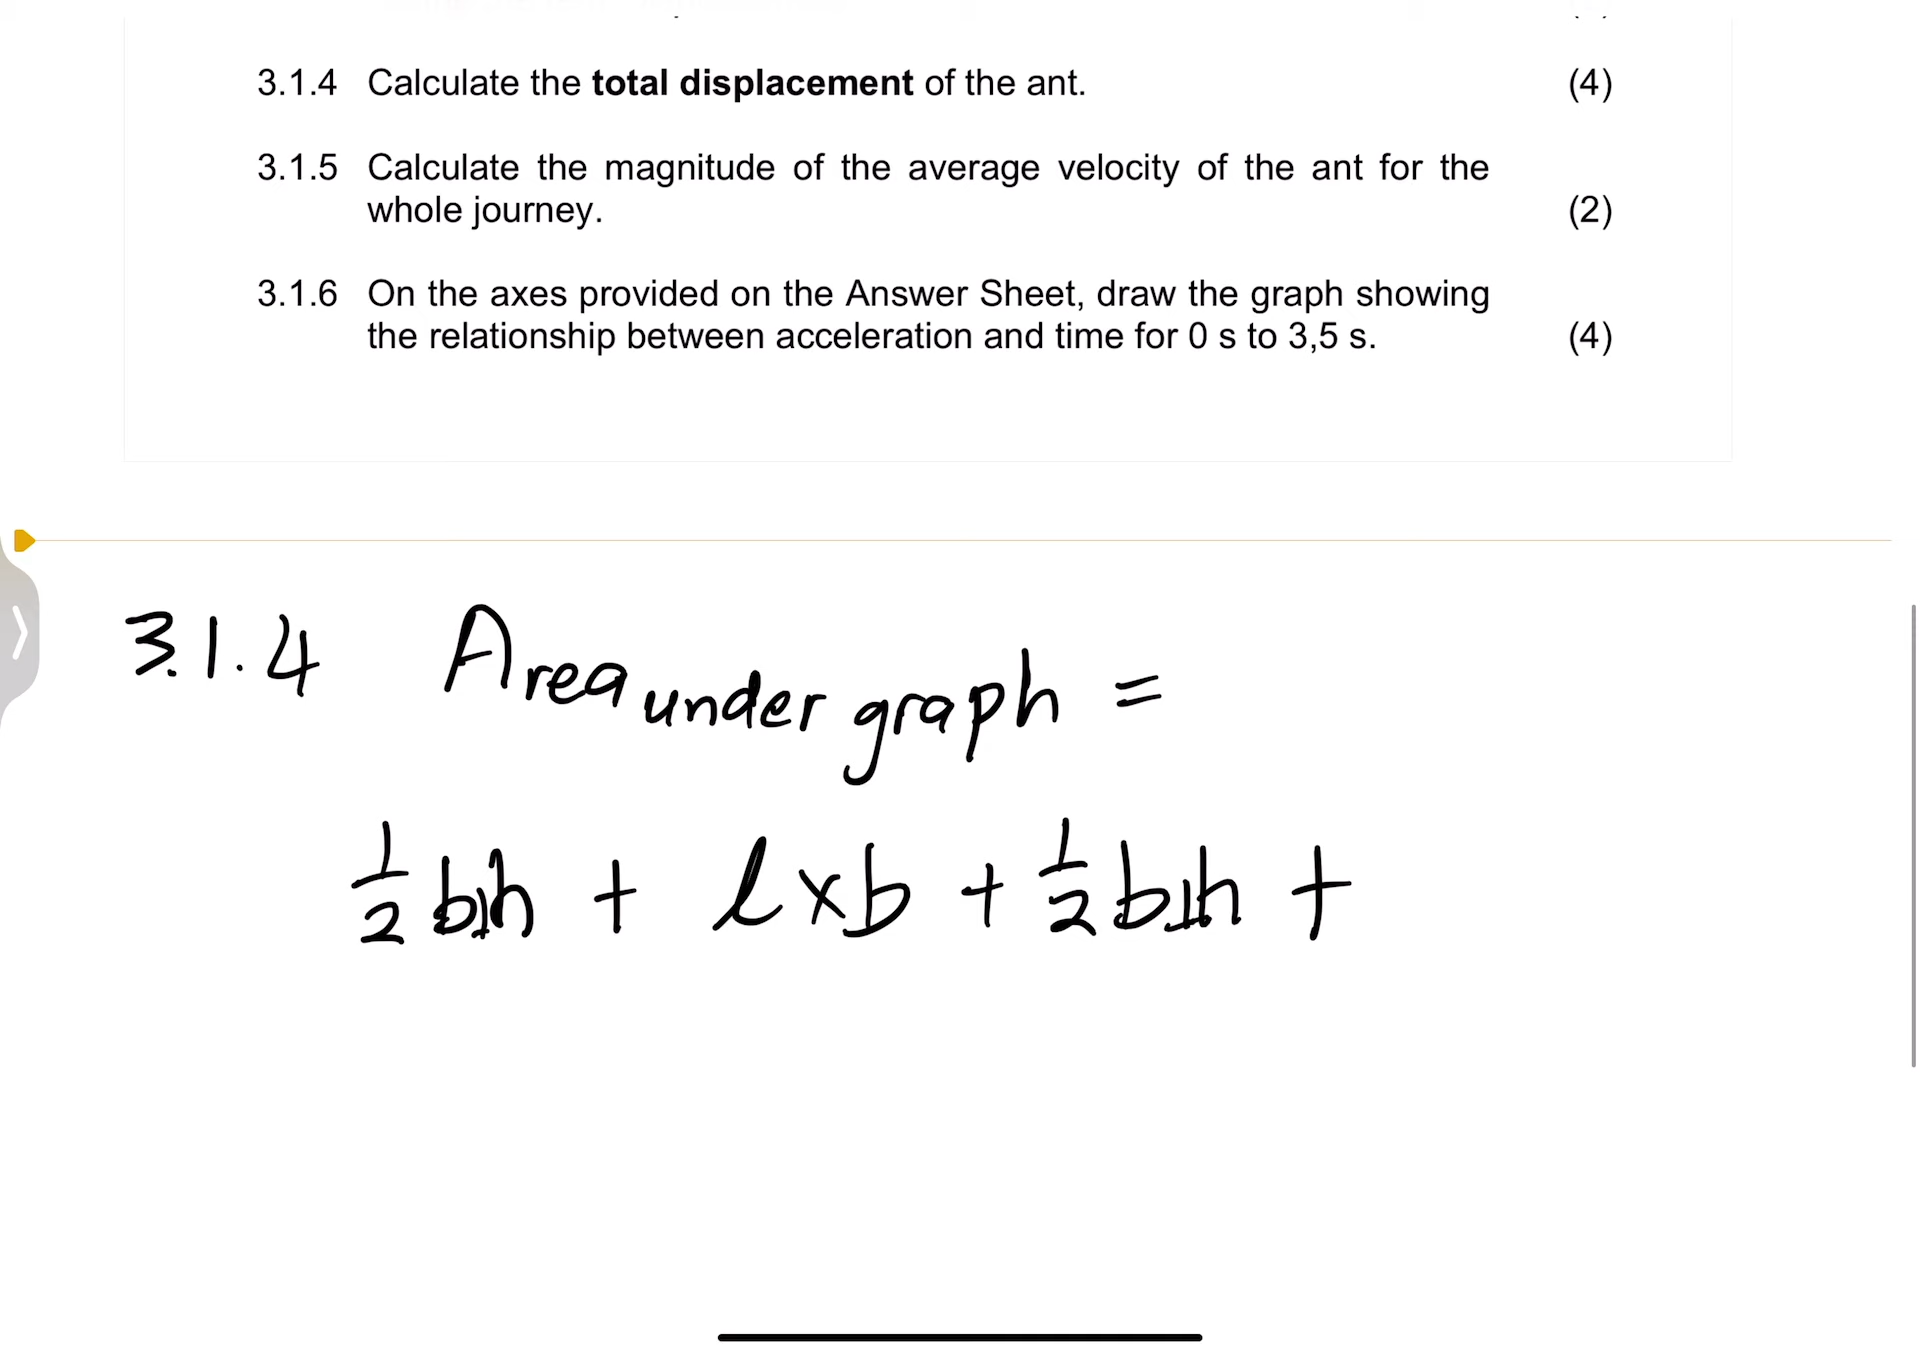 3.1.4 Calculate the total displacement of the ant. (4)
3.1.5 Calculate the magnitude of the average velocity of the ant for the
whole journey. (2)
3.1.6 On the axes provided on the Answer Sheet, draw the graph showing
the relationship between acceleration and time for 0 s to 3,5 s. (4)
3.1.4 Area under graph =
½ b⊥h + l×b + ½ b⊥h +